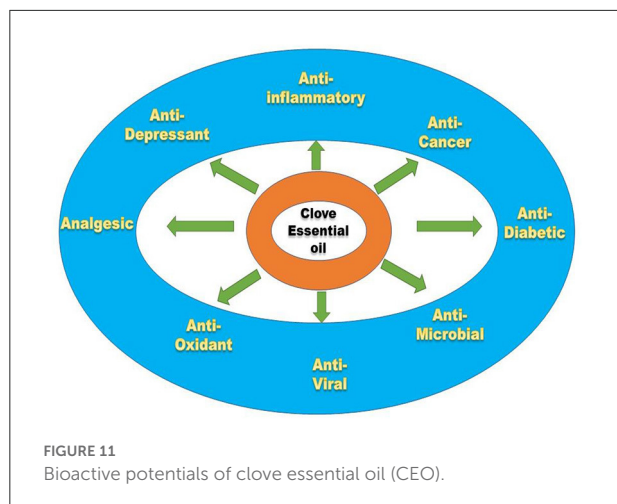 Anti-
inflammatory
Anti-
Depressant
Anti-
Cancer
Analgesic
Clove
Essential
oil
Anti-
Diabetic
Anti-
Oxidant
Anti-
Microbial
Anti-
Viral
FIGURE 11
Bioactive potentials of clove essential oil (CEO).